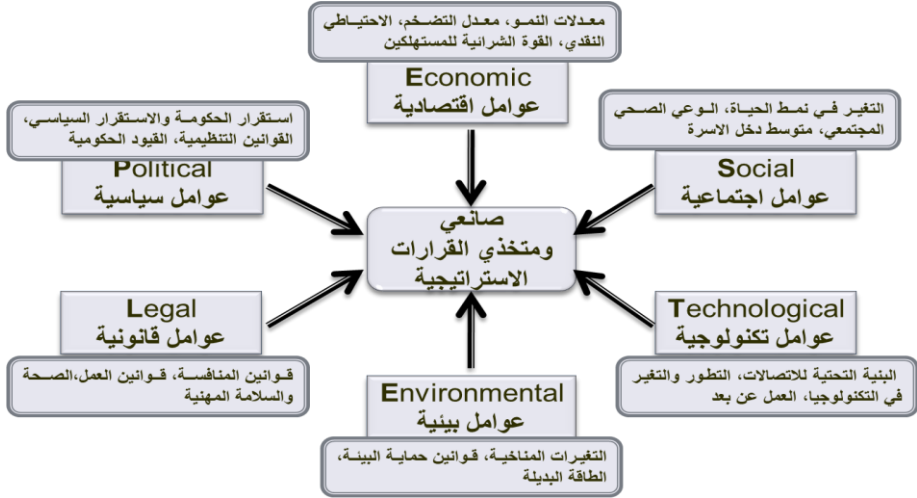 معدلات النمو، معدل التضخم، الاحتياطي
النقدي، القوة الشرائية للمستهلكين
Economic
عوامل اقتصادية
التغير في نمط الحياة، الوعي الصحي
المجتمعي، متوسط دخل الاسرة
Social
عوامل اجتماعية
استقرار الحكومة والاستقرار السياسي،
القوانين التنظيمية، القيود الحكومية
Political
عوامل سياسية
صانعي
ومتخذي القرارات
الاستراتيجية
Technological
عوامل تكنولوجية
البنية التحتية للاتصالات، التطور والتغير
في التكنولوجيا، العمل عن بعد
Legal
عوامل قانونية
قوانين المنافسة، قوانين العمل،الصحة
والسلامة المهنية
Environmental
عوامل بيئية
التغيرات المناخية، قوانين حماية البيئة،
الطاقة البديلة